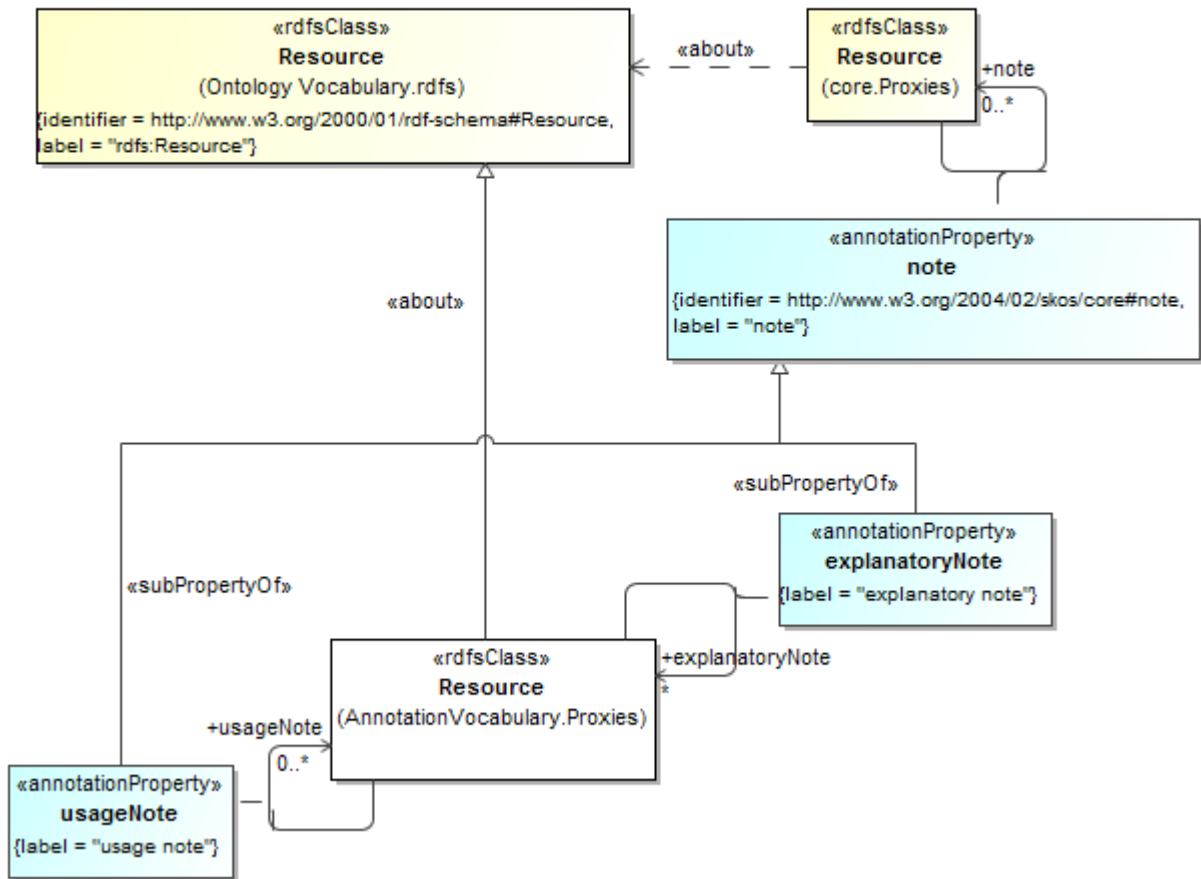 «rdfsClass»
Resource
(Ontology Vocabulary.rdfs)
{identifier = http://www.w3.org/2000/01/rdf-schema#Resource,
label = "rdfs:Resource"}
«about»
«rdfsClass»
Resource
(core.Proxies)
+note
0..*
«annotationProperty»
note
{identifier = http://www.w3.org/2004/02/skos/core#note,
label = "note"}
«about»
«subPropertyOf»
«annotationProperty»
explanatoryNote
{label = "explanatory note"}
«subPropertyOf»
«rdfsClass»
Resource
(AnnotationVocabulary.Proxies)
+explanatoryNote
*
+usageNote
0..*
«annotationProperty»
usageNote
{label = "usage note"}